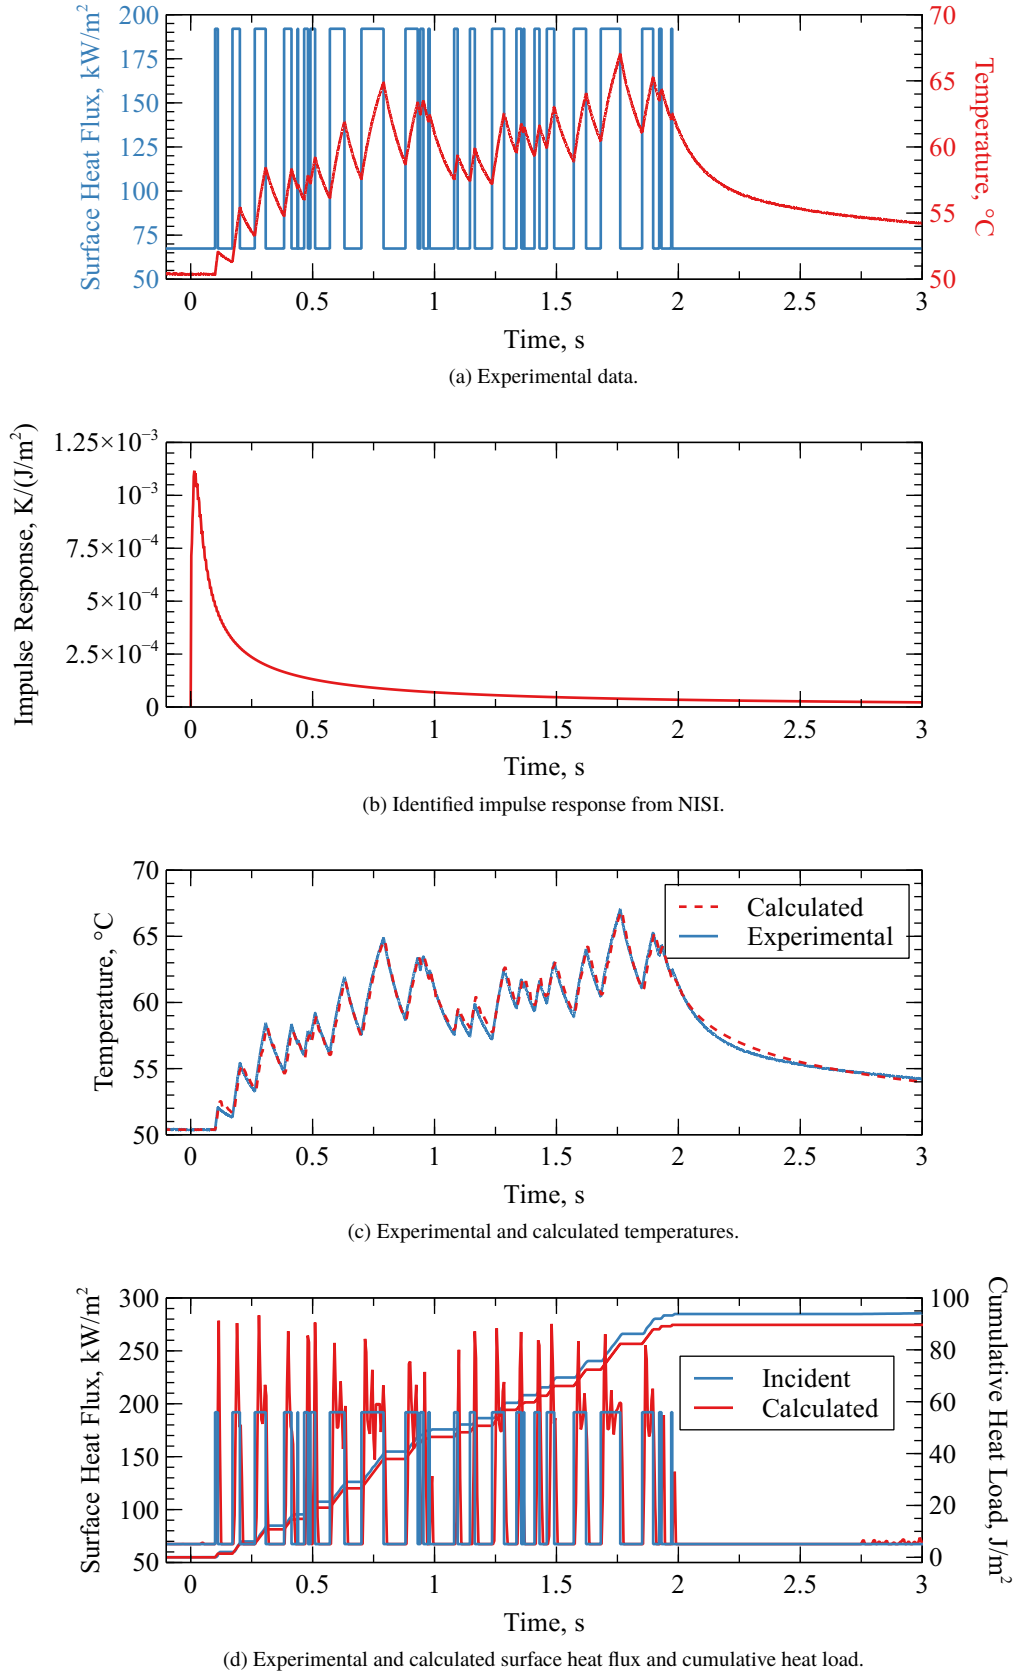 200
175
150
125
100
75
50
Surface Heat Flux, kW/m²
70
65
60
55
50
Temperature, °C
0 0.5 1 1.5 2 2.5 3
Time, s
(a) Experimental data.
1.25×10⁻³
10⁻³
7.5×10⁻⁴
5×10⁻⁴
2.5×10⁻⁴
0
Impulse Response, K/(J/m²)
0 0.5 1 1.5 2 2.5 3
Time, s
(b) Identified impulse response from NISI.
70
65
60
55
50
Temperature, °C
Calculated
Experimental
0 0.5 1 1.5 2 2.5 3
Time, s
(c) Experimental and calculated temperatures.
300
250
200
150
100
50
Surface Heat Flux, kW/m²
100
80
60
40
20
0
Cumulative Heat Load, J/m²
Incident
Calculated
0 0.5 1 1.5 2 2.5 3
Time, s
(d) Experimental and calculated surface heat flux and cumulative heat load.